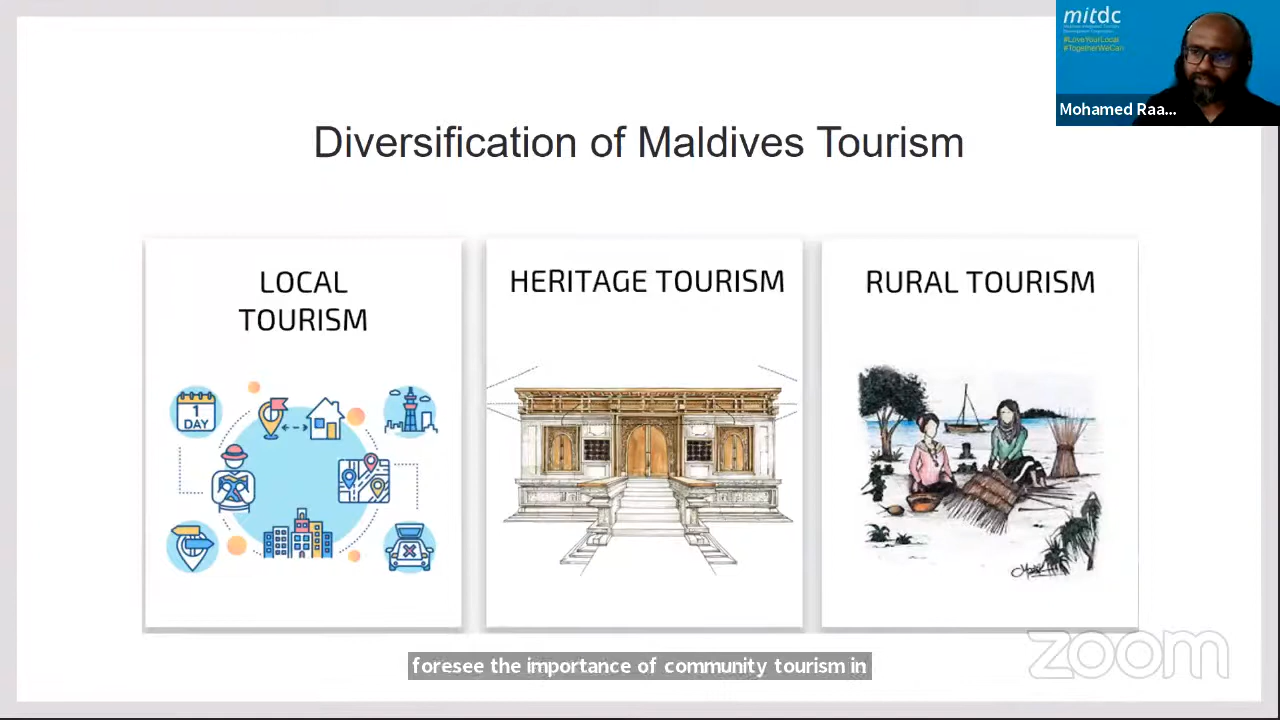 mitdc
#LoveYourLocal
#TogetherWeCan
Mohamed Raa...
Diversification of Maldives Tourism
LOCAL
TOURISM
HERITAGE TOURISM
RURAL TOURISM
1
DAY
foresee the importance of community tourism in
zoom